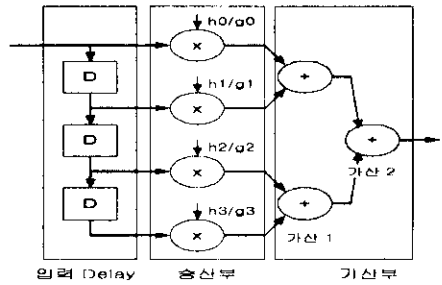 h0/g0
×
D
+
h1/g1
×
D
+
h2/g2
가산 2
×
D
+
h3/g3
가산 1
×
입력 Delay
승산부
가산부